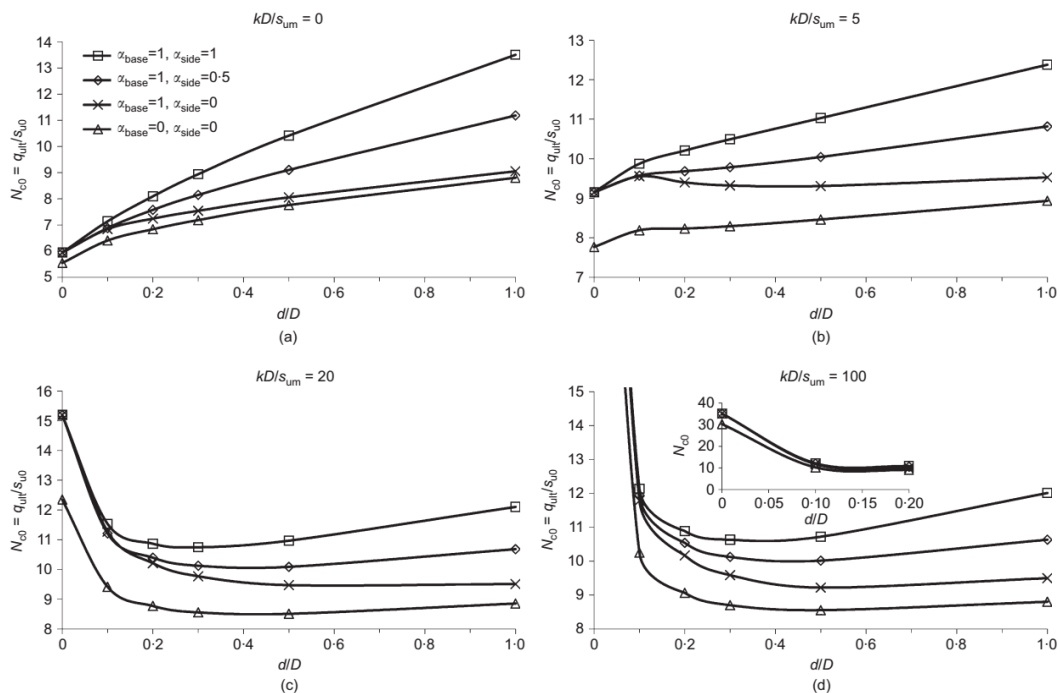 kD/sum = 0
14
13
12
11
10
9
8
7
6
5
Nc0 = qult/su0
αbase=1, αside=1
αbase=1, αside=0·5
αbase=1, αside=0
αbase=0, αside=0
0 0·2 0·4 0·6 0·8 1·0
d/D
(a)
kD/sum = 5
13
12
11
10
9
8
7
Nc0 = qult/su0
0 0·2 0·4 0·6 0·8 1·0
d/D
(b)
kD/sum = 20
16
15
14
13
12
11
10
9
8
Nc0 = qult/su0
0 0·2 0·4 0·6 0·8 1·0
d/D
(c)
kD/sum = 100
15
14
13
12
11
10
9
8
Nc0 = qult/su0
40
30
20
10
0
Nc0
0 0·05 0·10 0·15 0·20
d/D
0 0·2 0·4 0·6 0·8 1·0
d/D
(d)